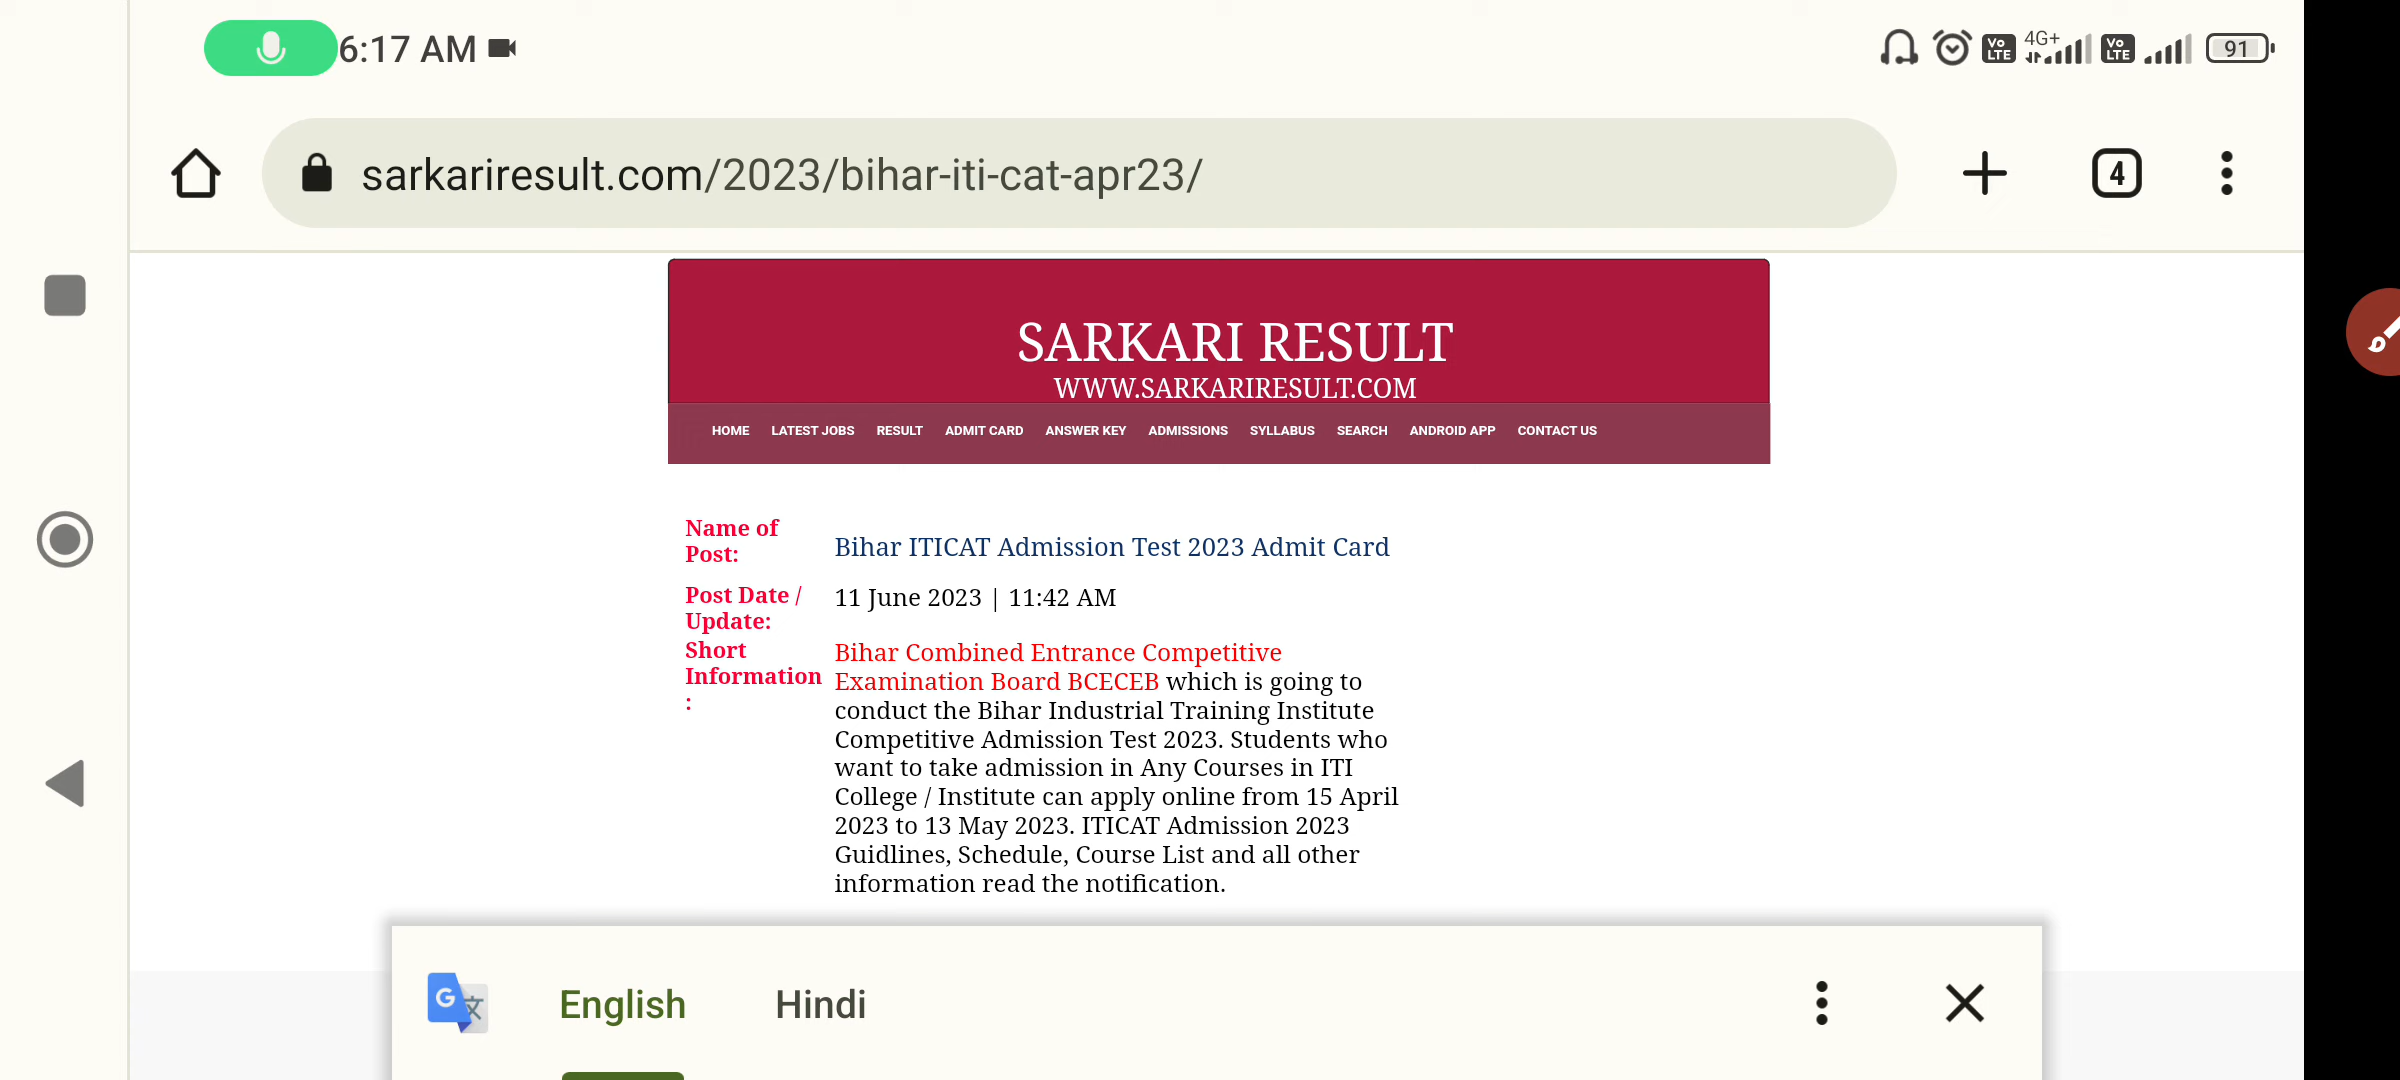 6:17 AM
4G+
Vo LTE
Vo LTE
91
sarkariresult.com/2023/bihar-iti-cat-apr23/
4
SARKARI RESULT
WWW.SARKARIRESULT.COM
HOME LATEST JOBS RESULT ADMIT CARD ANSWER KEY ADMISSIONS SYLLABUS SEARCH ANDROID APP CONTACT US
Name of
Post:
Bihar ITICAT Admission Test 2023 Admit Card
Post Date /
Update:
11 June 2023 | 11:42 AM
Short
Information
:
Bihar Combined Entrance Competitive
Examination Board BCECEB which is going to
conduct the Bihar Industrial Training Institute
Competitive Admission Test 2023. Students who
want to take admission in Any Courses in ITI
College / Institute can apply online from 15 April
2023 to 13 May 2023. ITICAT Admission 2023
Guidlines, Schedule, Course List and all other
information read the notification.
G 文
English Hindi